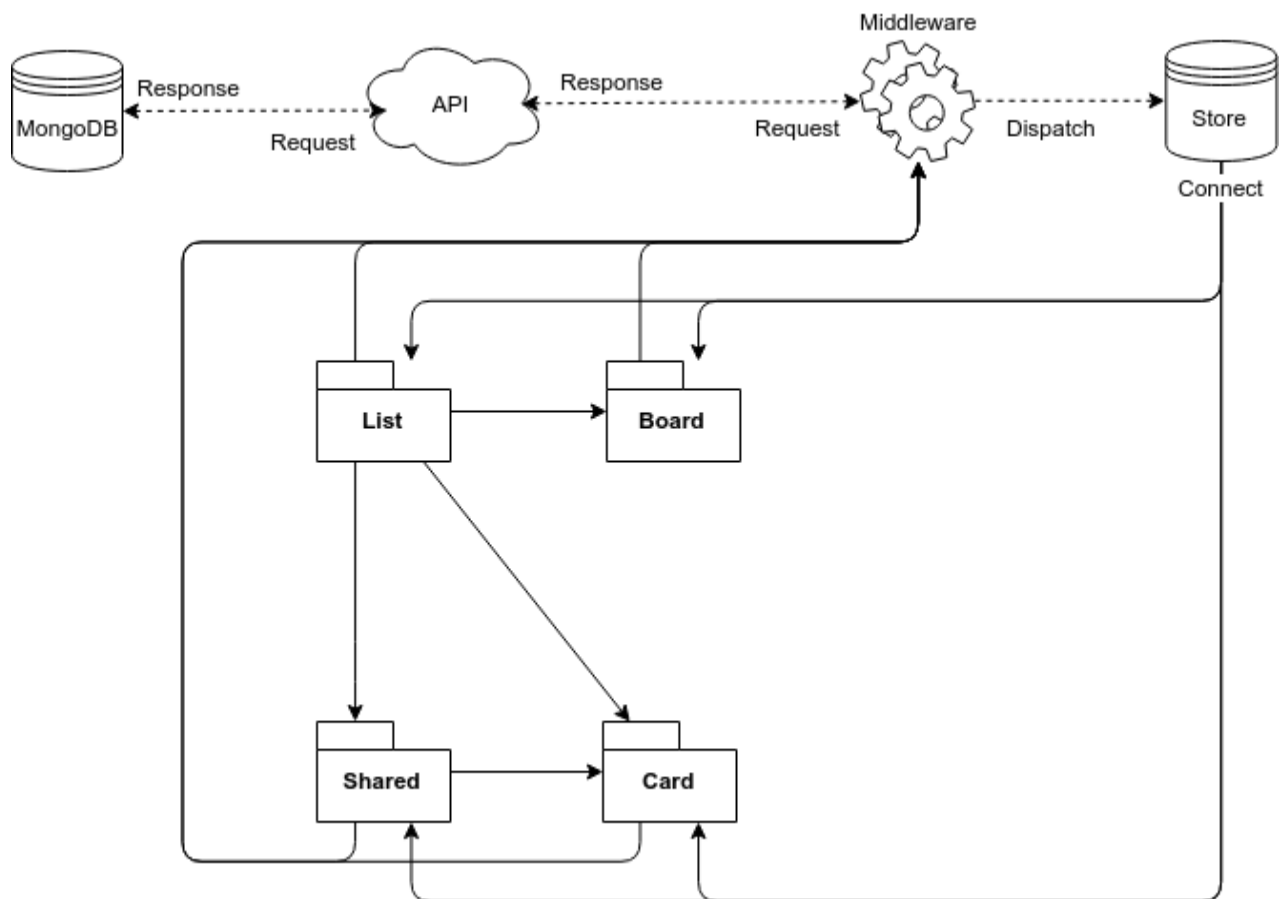 Middleware
Response
API
Response
MongoDB
Request
Request
Dispatch
Store
Connect
List
Board
Shared
Card